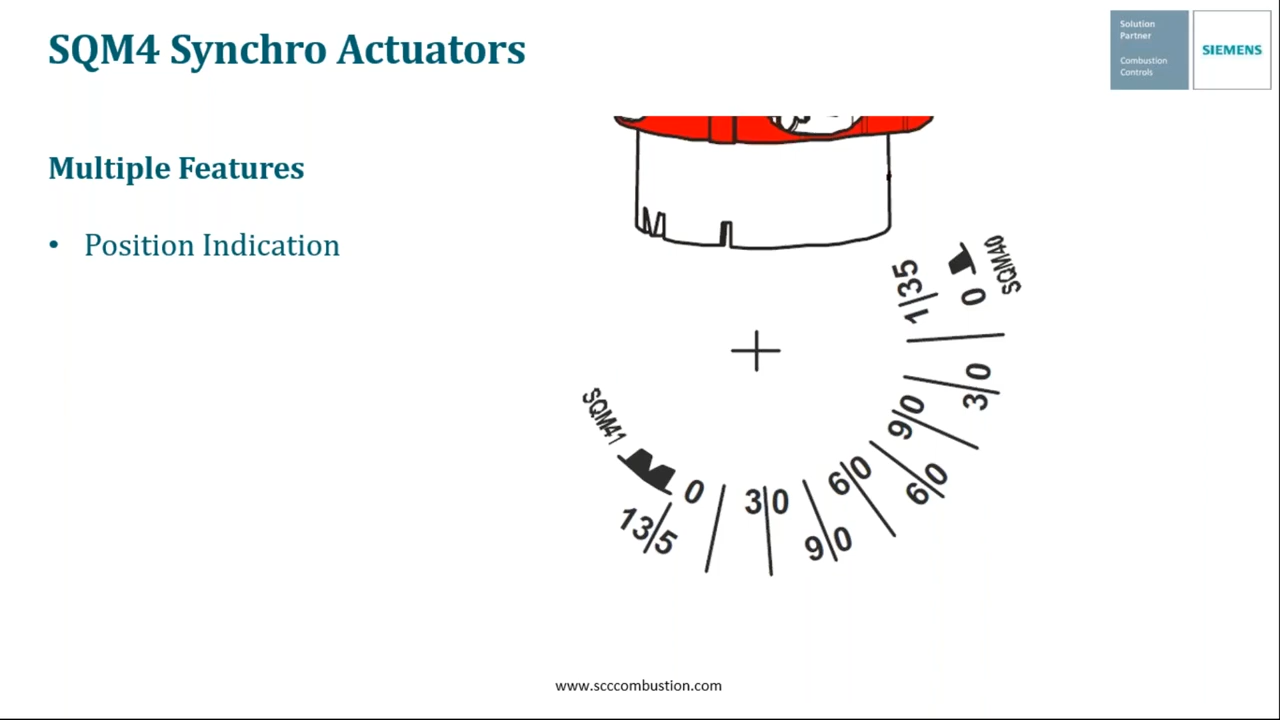 SQM4 Synchro Actuators
Solution
Partner
Combustion
Controls
SIEMENS
Multiple Features
• Position Indication
SQM40
0
135
30
90
60
60
90
30
0
135
SQM41
www.scccombustion.com